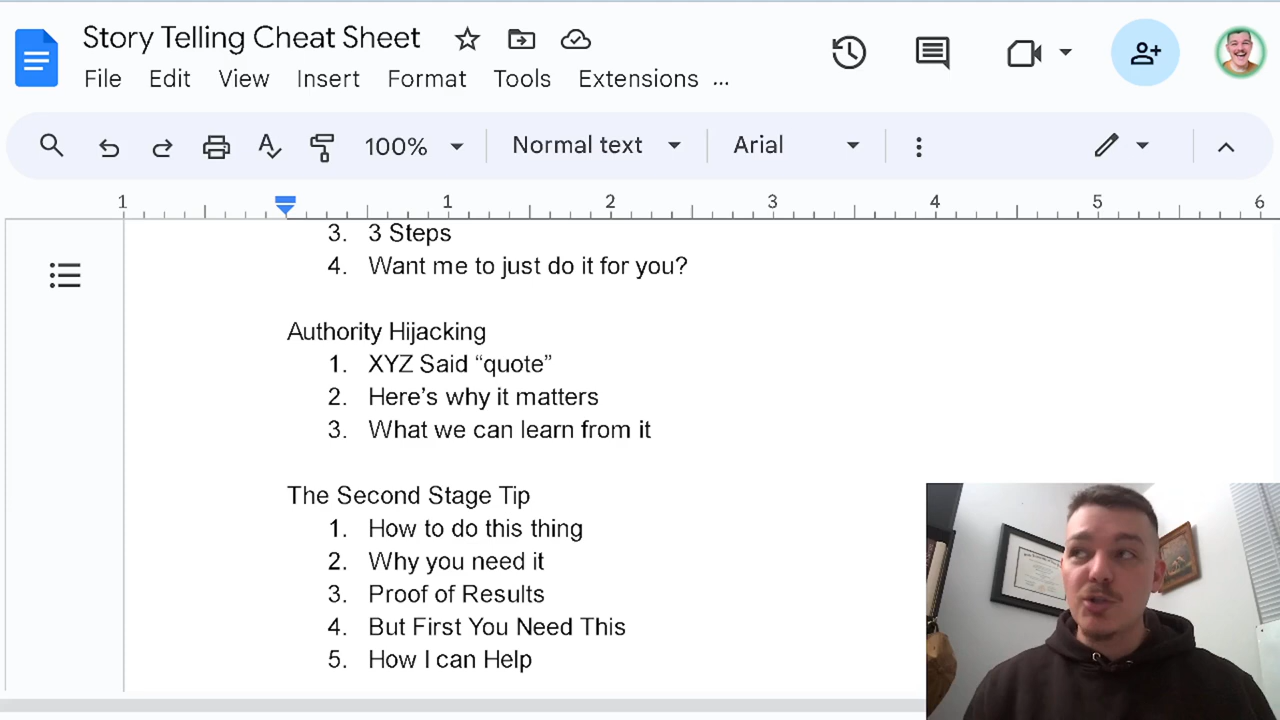 Story Telling Cheat Sheet
File Edit View Insert Format Tools Extensions ...
100% Normal text Arial
1 1 2 3 4 5 6
3. 3 Steps
4. Want me to just do it for you?
Authority Hijacking
1. XYZ Said “quote”
2. Here’s why it matters
3. What we can learn from it
The Second Stage Tip
1. How to do this thing
2. Why you need it
3. Proof of Results
4. But First You Need This
5. How I can Help